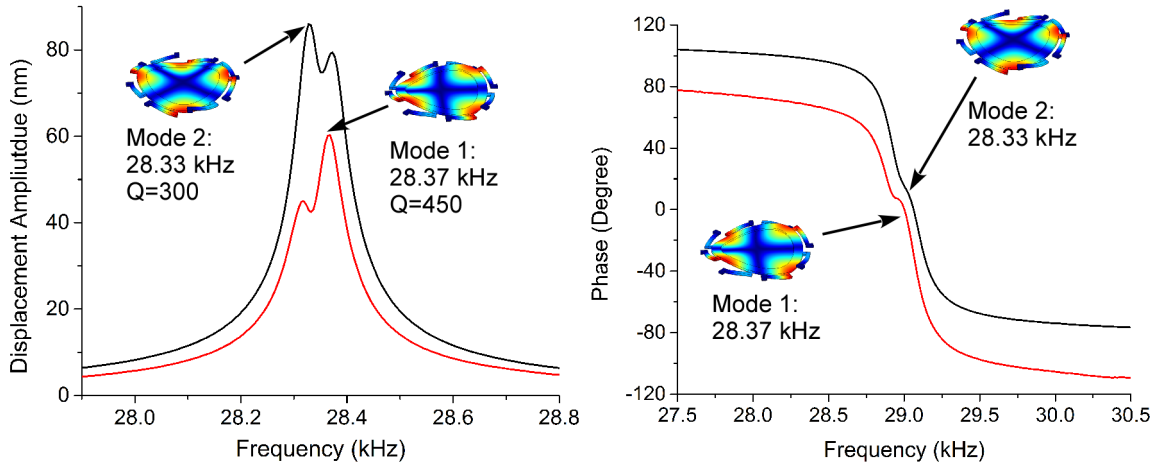 Displacement Ampliutdue (nm)
80
60
40
20
0
28.0
28.2
28.4
28.6
28.8
Frequency (kHz)
Mode 2:
28.33 kHz
Q=300
Mode 1:
28.37 kHz
Q=450
Phase (Degree)
120
80
40
0
-40
-80
-120
27.5
28.0
28.5
29.0
29.5
30.0
30.5
Frequency (kHz)
Mode 2:
28.33 kHz
Mode 1:
28.37 kHz